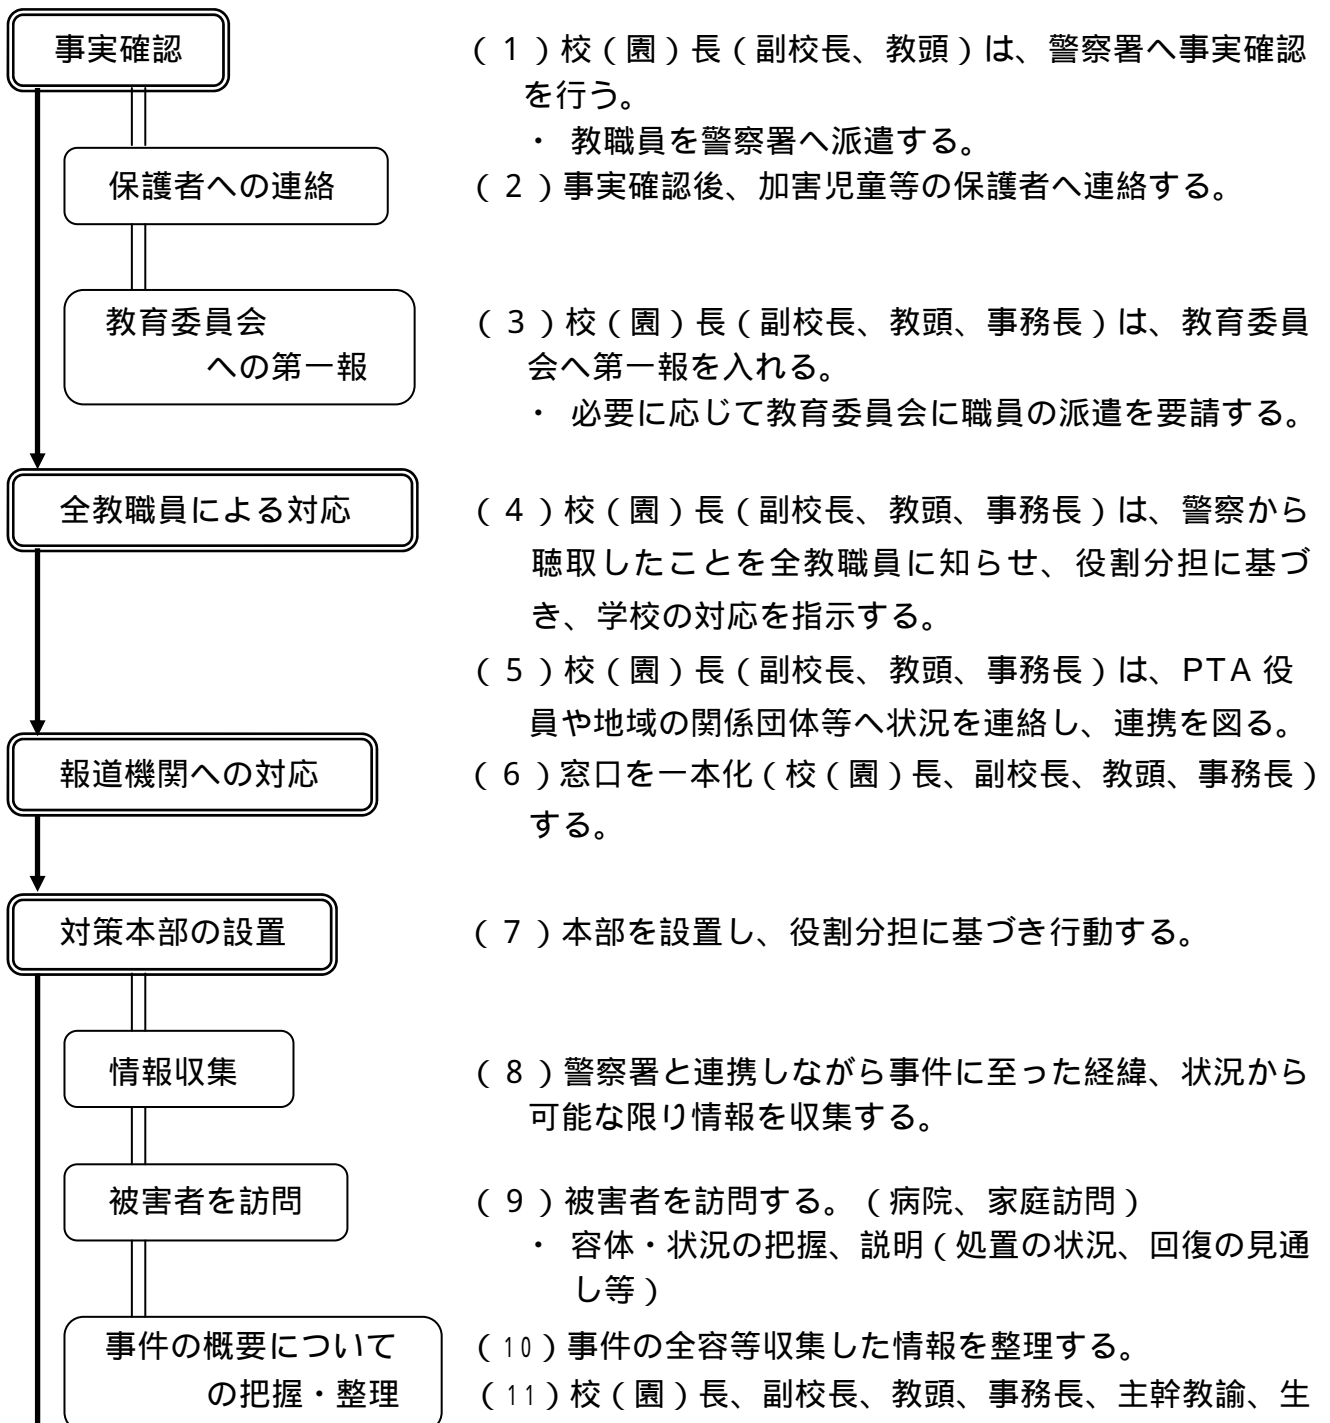 事実確認
（１）校（園）長（副校長、教頭）は、警察署へ事実確認
を行う。
・ 教職員を警察署へ派遣する。
保護者への連絡
（２）事実確認後、加害児童等の保護者へ連絡する。
教育委員会
への第一報
（３）校（園）長（副校長、教頭、事務長）は、教育委員
会へ第一報を入れる。
・ 必要に応じて教育委員会に職員の派遣を要請する。
全教職員による対応
（４）校（園）長（副校長、教頭、事務長）は、警察から
聴取したことを全教職員に知らせ、役割分担に基づ
き、学校の対応を指示する。
（５）校（園）長（副校長、教頭、事務長）は、PTA 役
員や地域の関係団体等へ状況を連絡し、連携を図る。
報道機関への対応
（６）窓口を一本化（校（園）長、副校長、教頭、事務長）
する。
対策本部の設置
（７）本部を設置し、役割分担に基づき行動する。
情報収集
（８）警察署と連携しながら事件に至った経緯、状況から
可能な限り情報を収集する。
被害者を訪問
（９）被害者を訪問する。（病院、家庭訪問）
・ 容体・状況の把握、説明（処置の状況、回復の見通
し等）
事件の概要について
の把握・整理
（10）事件の全容等収集した情報を整理する。
（11）校（園）長、副校長、教頭、事務長、主幹教諭、生